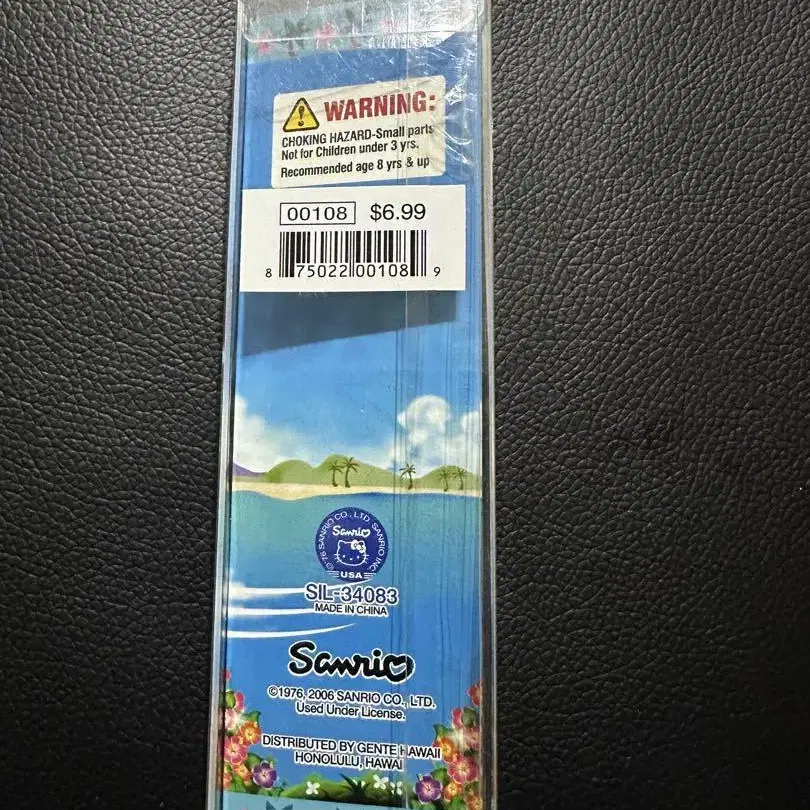 WARNING:
CHOKING HAZARD-Small parts
Not for Children under 3 yrs.
Recommended age 8 yrs & up
00108 $6.99
8 75022 00108 9
©'76 SANRIO CO., LTD. SANRIO INC.
Sanrio
USA
SIL-34083
MADE IN CHINA
Sanrio
©1976, 2006 SANRIO CO., LTD.
Used Under License.
DISTRIBUTED BY GENTE HAWAII
HONOLULU, HAWAI